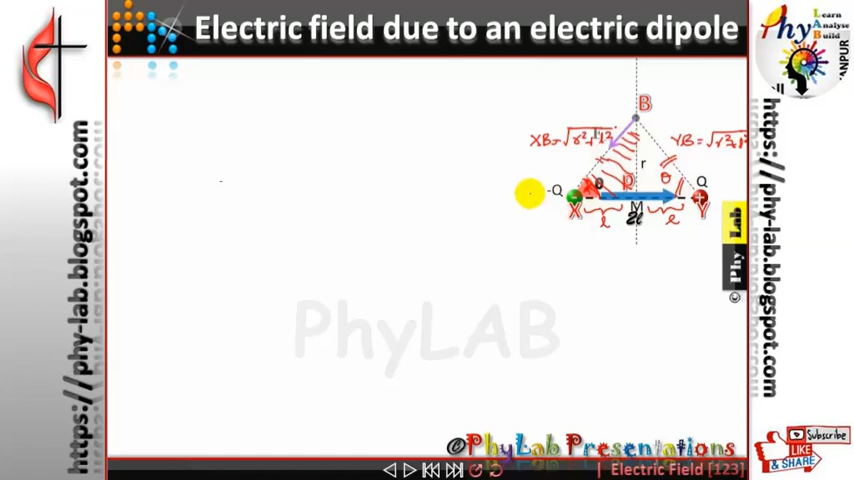 Electric field due to an electric dipole
Phy
LAB
Learn
Analyse
Build
B
XB=√r²+l²
YB=√r²+l²
r
-Q
θ
θ
Q
X
M
Y
l
2l
l
PhyLAB
© Phy Lab
https://phy-lab.blogspot.com
https://phy-lab.blogspot.com
©PhyLab Presentations
Electric Field [123]
Subscribe
LIKE
& SHARE